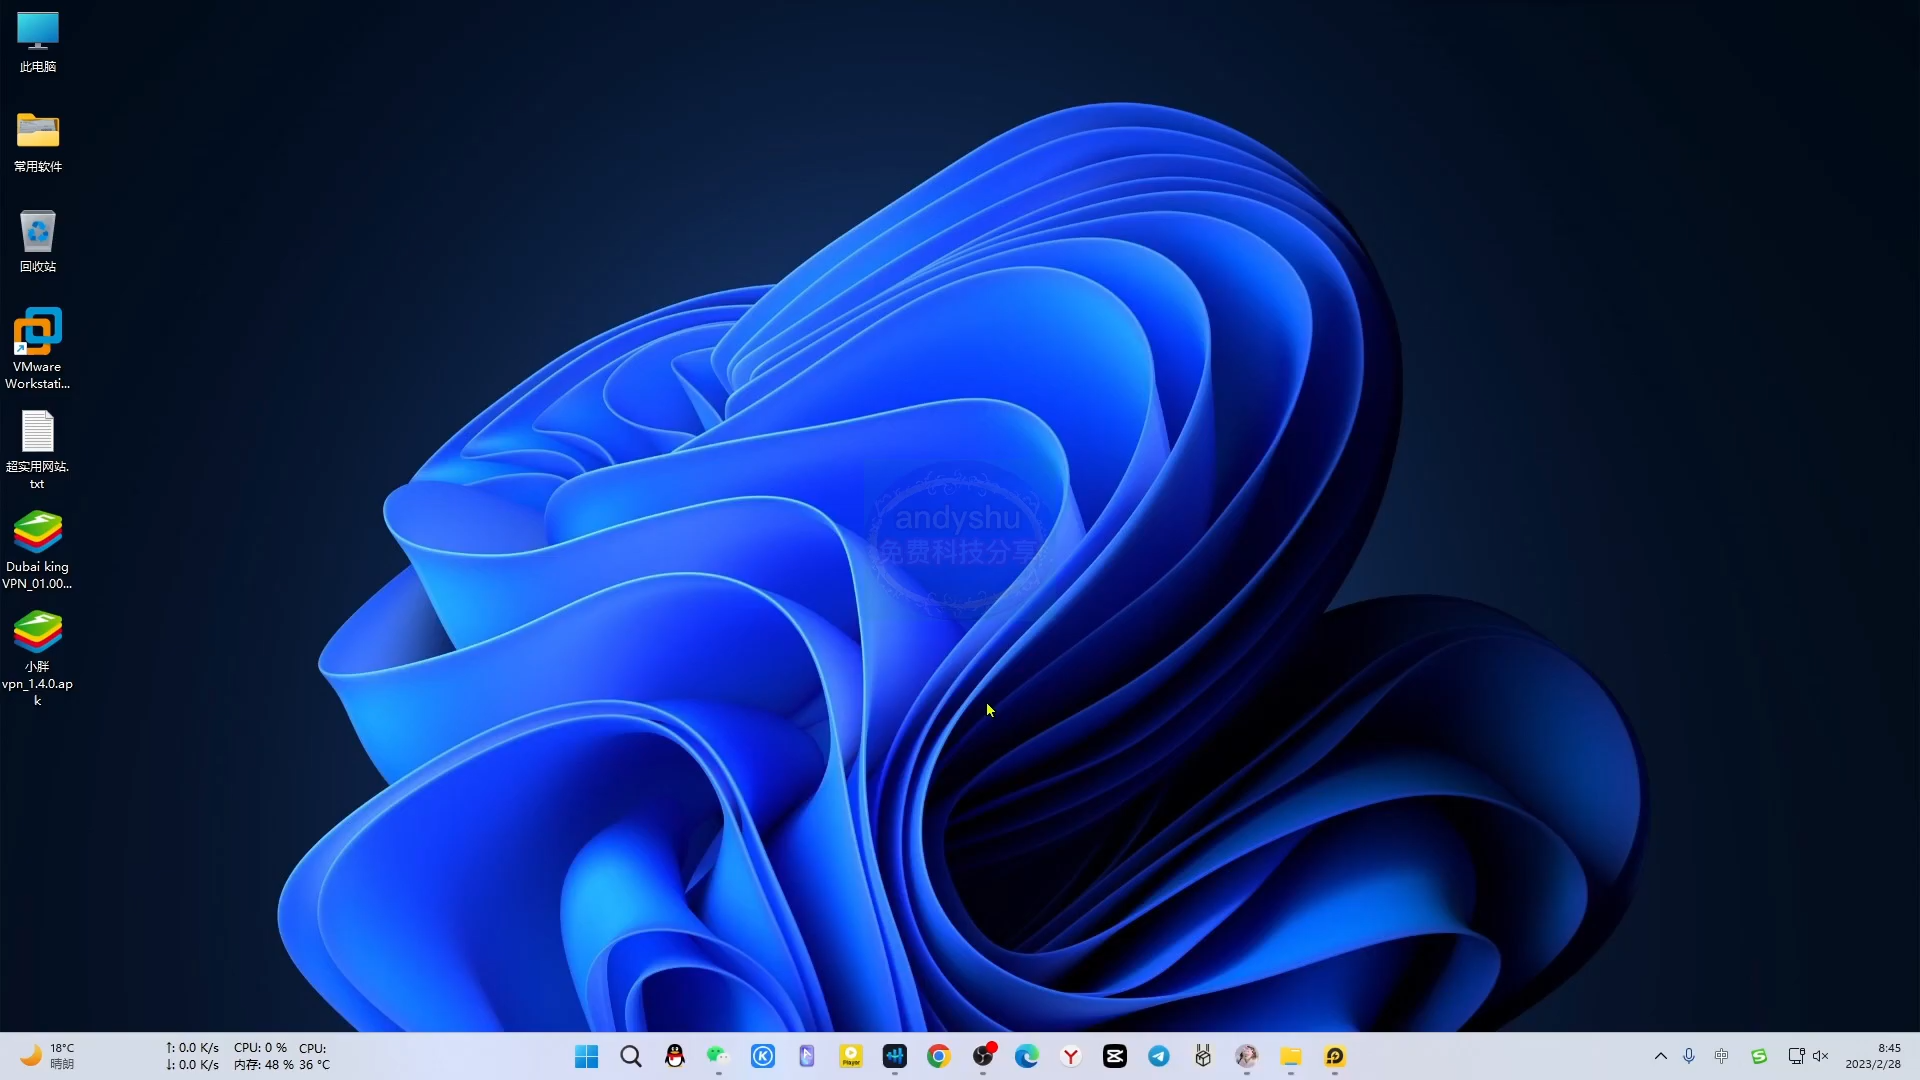 此电脑
常用软件
回收站
VMware
Workstati...
超实用网站.
txt
Dubai king
VPN_01.00...
小胖
vpn_1.4.0.ap
k
andyshu
免费科技分享
18°C
晴朗
↑: 0.0 K/s CPU: 0 % CPU:
↓: 0.0 K/s 内存: 48 % 36 °C
Player
中
8:45
2023/2/28